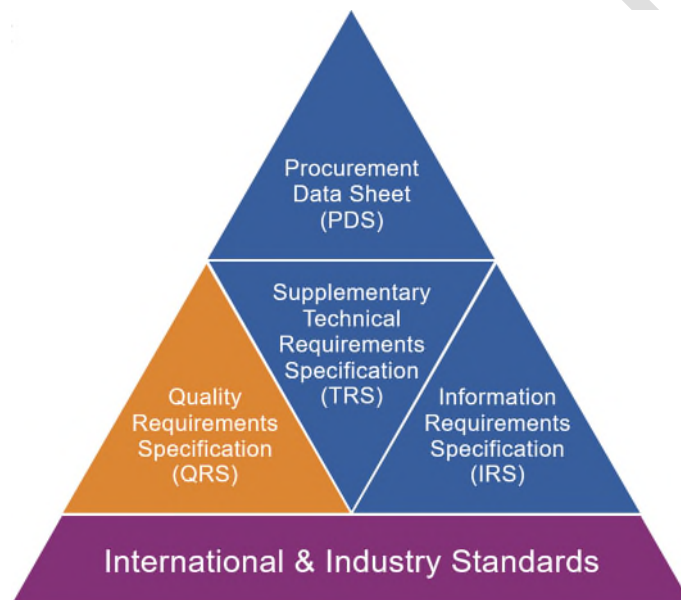 Procurement
Data Sheet
(PDS)
Supplementary
Technical
Requirements
Specification
(TRS)
Quality
Requirements
Specification
(QRS)
Information
Requirements
Specification
(IRS)
International & Industry Standards